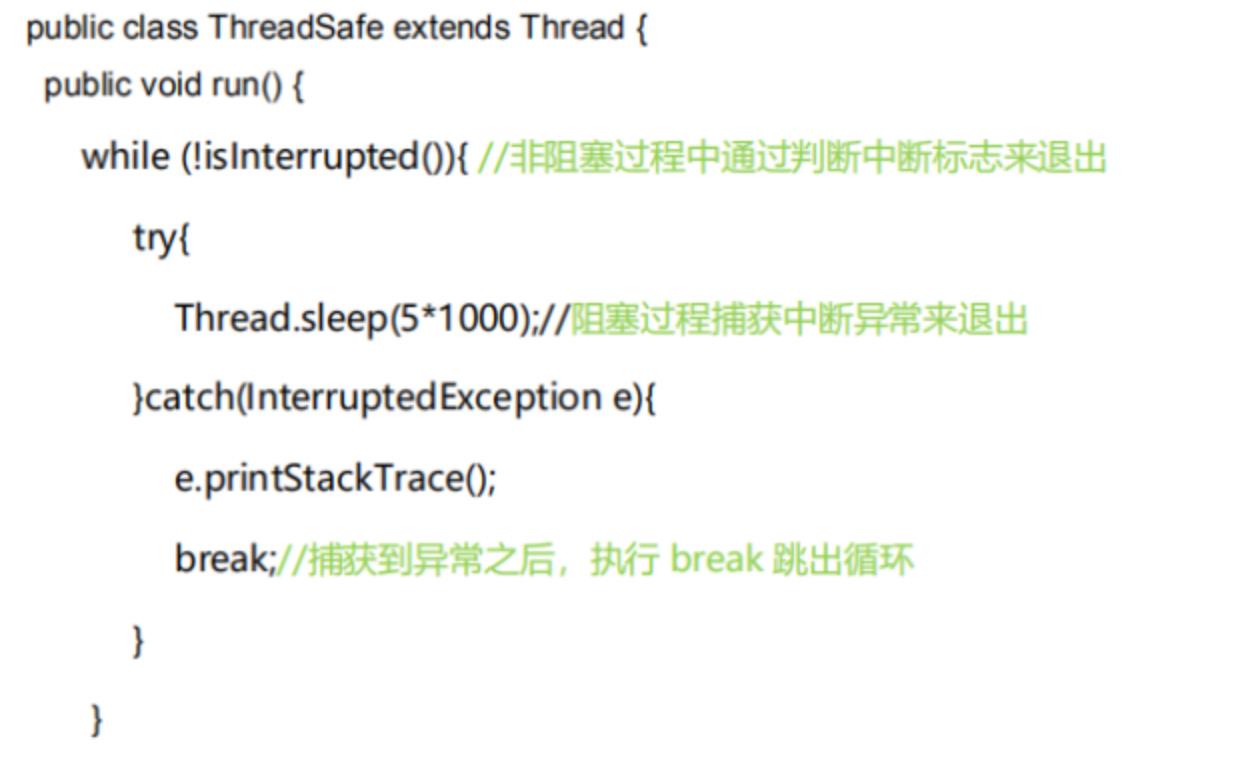 public class ThreadSafe extends Thread {
public void run() {
while (!isInterrupted()){ //非阻塞过程中通过判断中断标志来退出
try{
Thread.sleep(5*1000);//阻塞过程捕获中断异常来退出
}catch(InterruptedException e){
e.printStackTrace();
break;//捕获到异常之后，执行 break 跳出循环
}
}